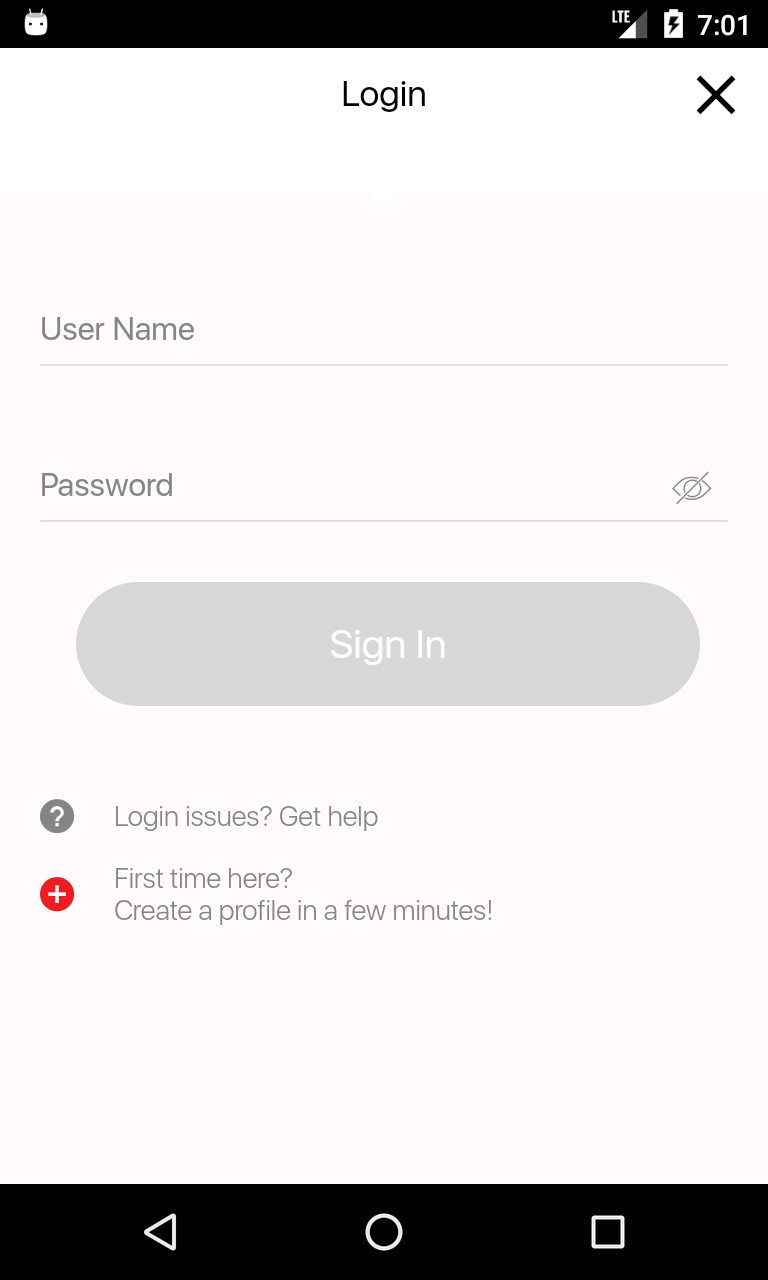 LTE 7:01
Login
User Name
Password
Sign In
Login issues? Get help
First time here?
Create a profile in a few minutes!